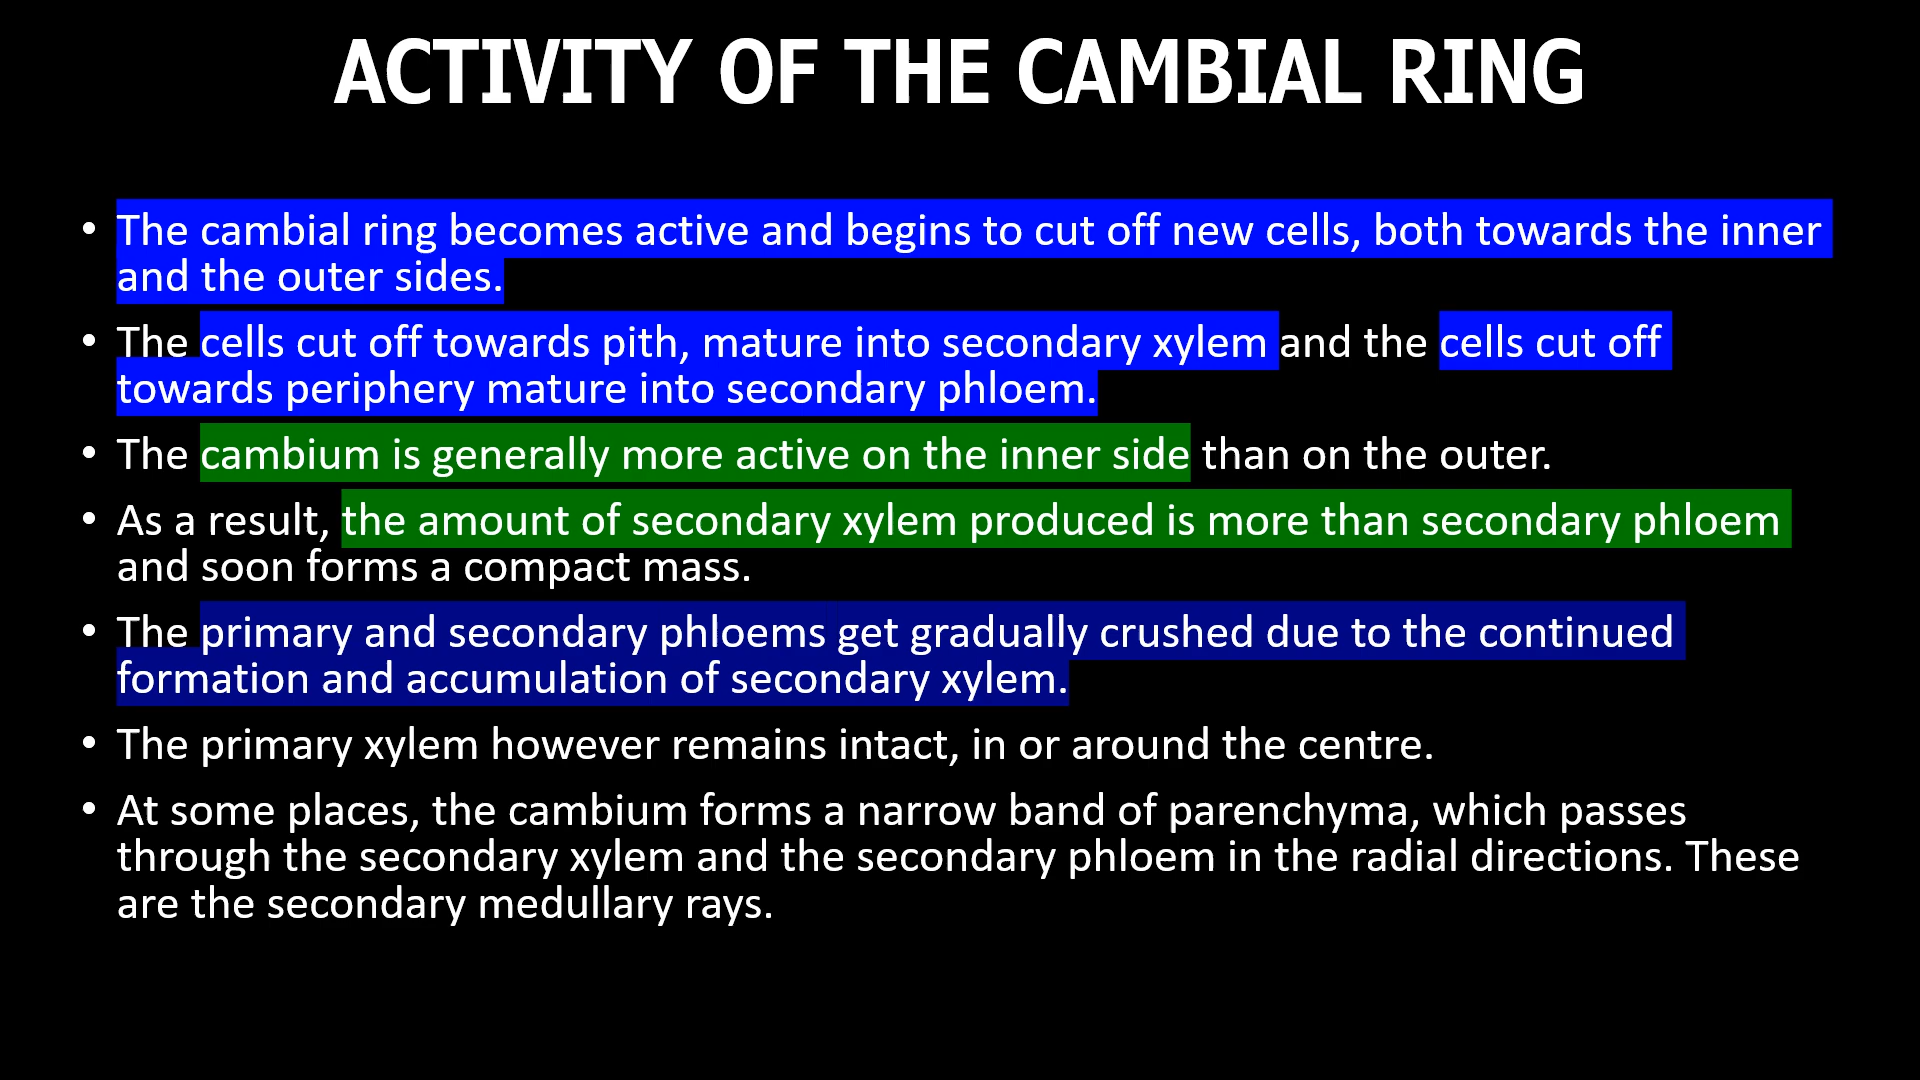 ACTIVITY OF THE CAMBIAL RING
• The cambial ring becomes active and begins to cut off new cells, both towards the inner
and the outer sides.
• The cells cut off towards pith, mature into secondary xylem and the cells cut off
towards periphery mature into secondary phloem.
• The cambium is generally more active on the inner side than on the outer.
• As a result, the amount of secondary xylem produced is more than secondary phloem
and soon forms a compact mass.
• The primary and secondary phloems get gradually crushed due to the continued
formation and accumulation of secondary xylem.
• The primary xylem however remains intact, in or around the centre.
• At some places, the cambium forms a narrow band of parenchyma, which passes
through the secondary xylem and the secondary phloem in the radial directions. These
are the secondary medullary rays.